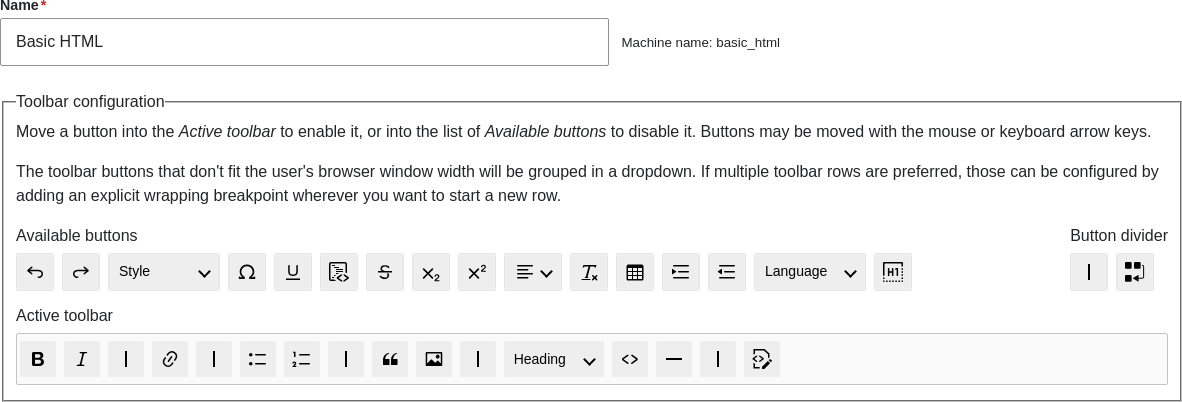 Name*
Basic HTML
Machine name: basic_html
Toolbar configuration
Move a button into the Active toolbar to enable it, or into the list of Available buttons to disable it. Buttons may be moved with the mouse or keyboard arrow keys.
The toolbar buttons that don't fit the user's browser window width will be grouped in a dropdown. If multiple toolbar rows are preferred, those can be configured by
adding an explicit wrapping breakpoint wherever you want to start a new row.
Available buttons
Button divider
Style Ω U S x2 x2 Tx Language H1
Active toolbar
B I Heading